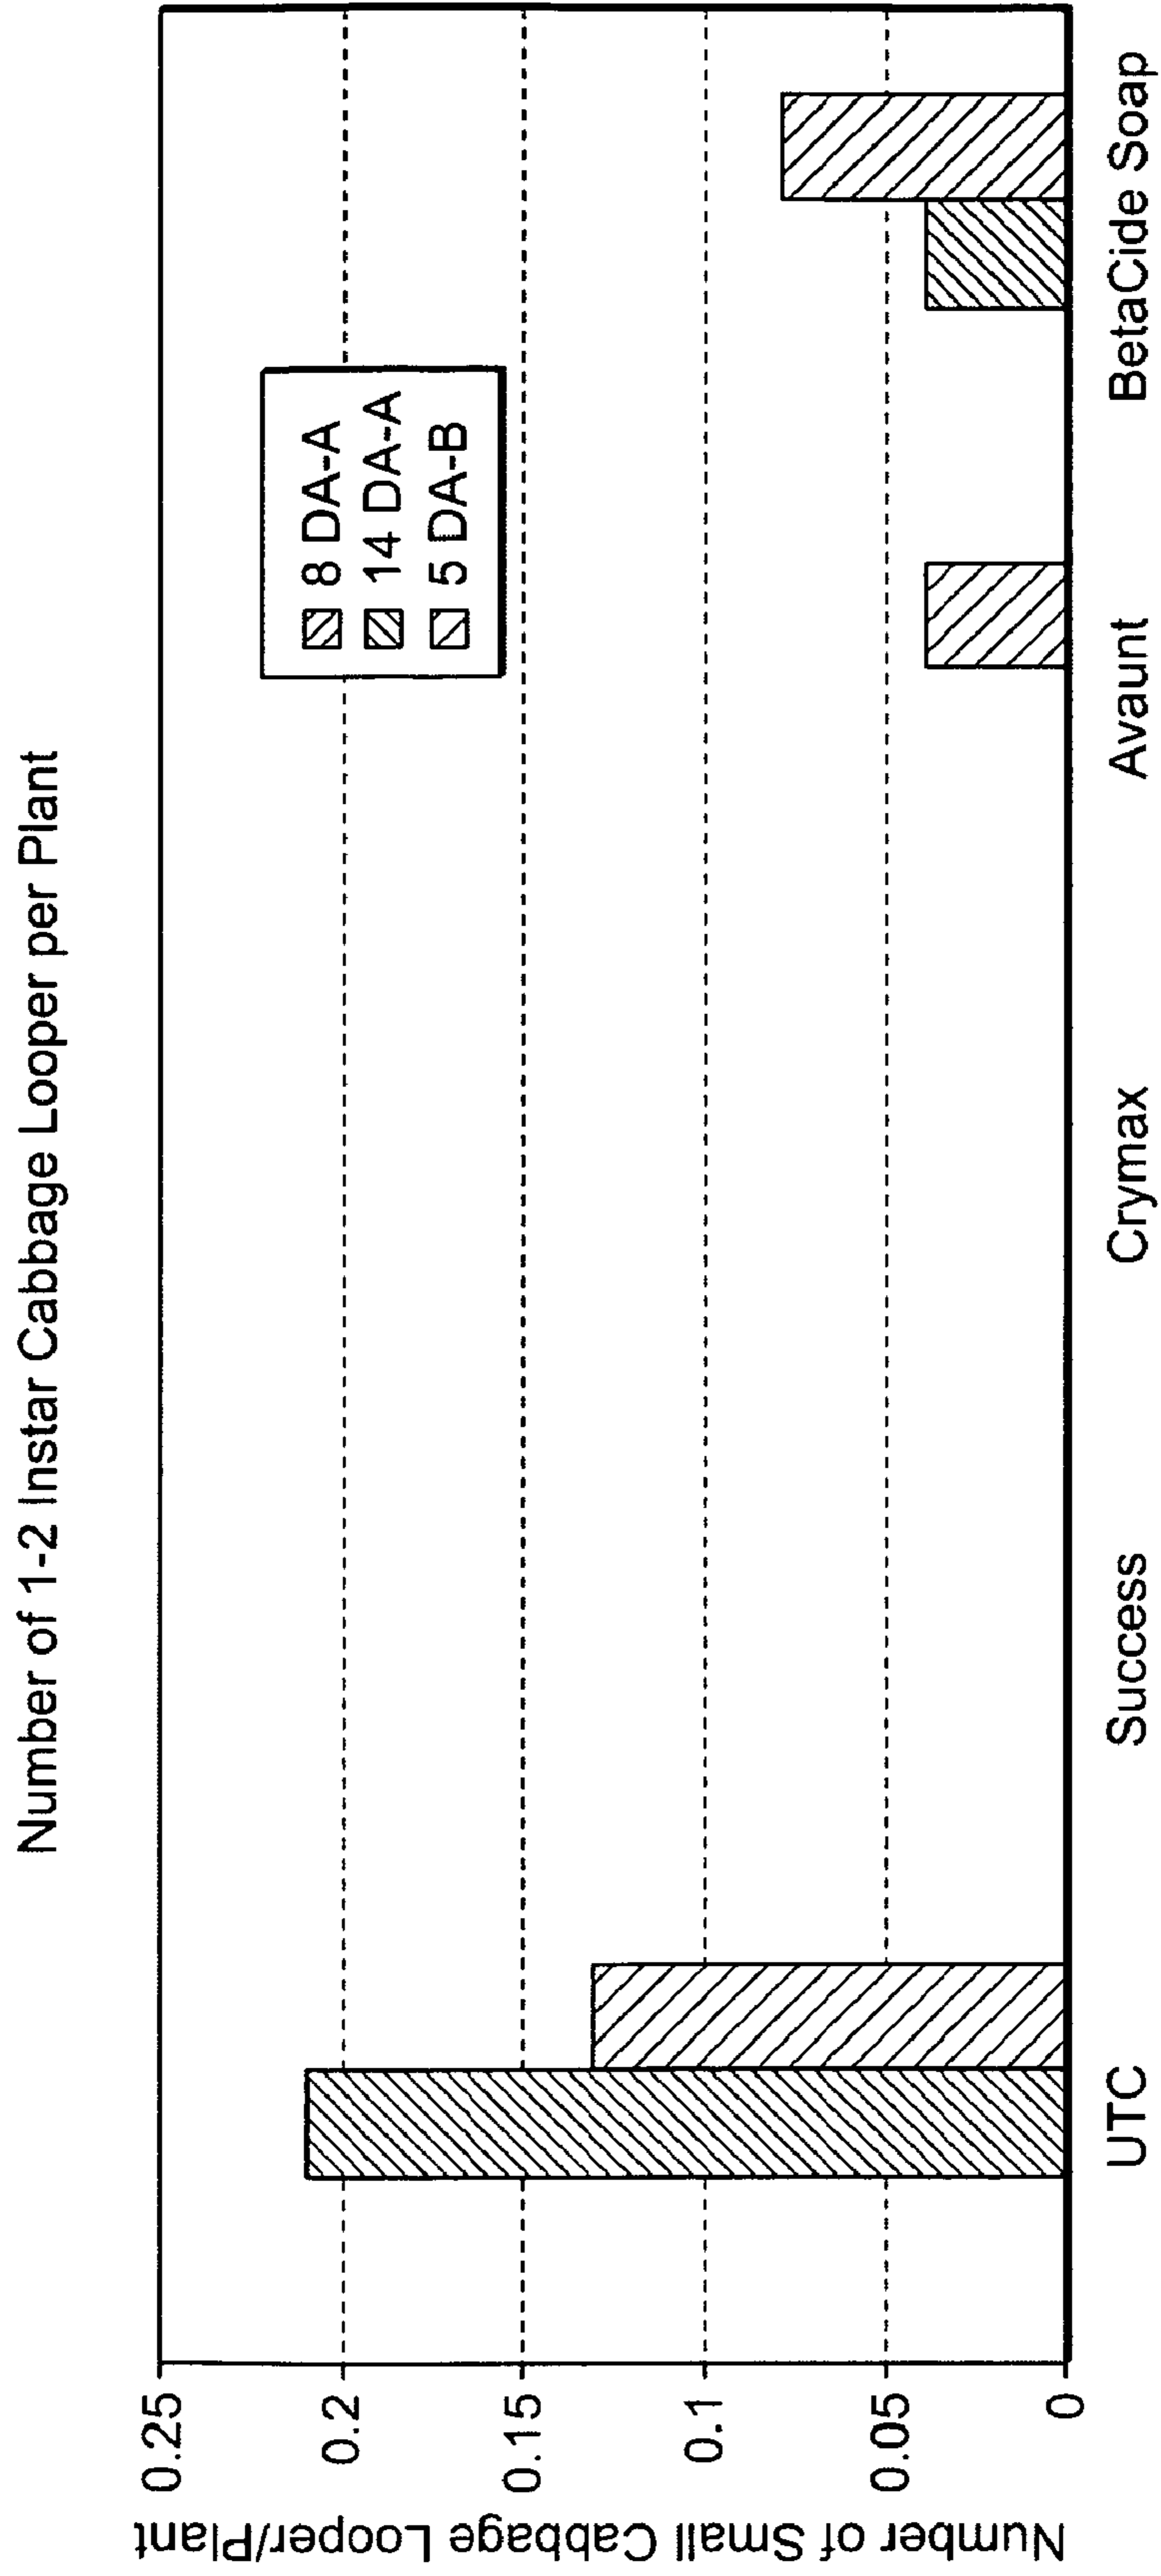 Number of 1-2 Instar Cabbage Looper per Plant
Number of Small Cabbage Looper/Plant
0.25
0.2
0.15
0.1
0.05
0
8 DA-A
14 DA-A
5 DA-B
UTC
Success
Crymax
Avaunt
BetaCide Soap